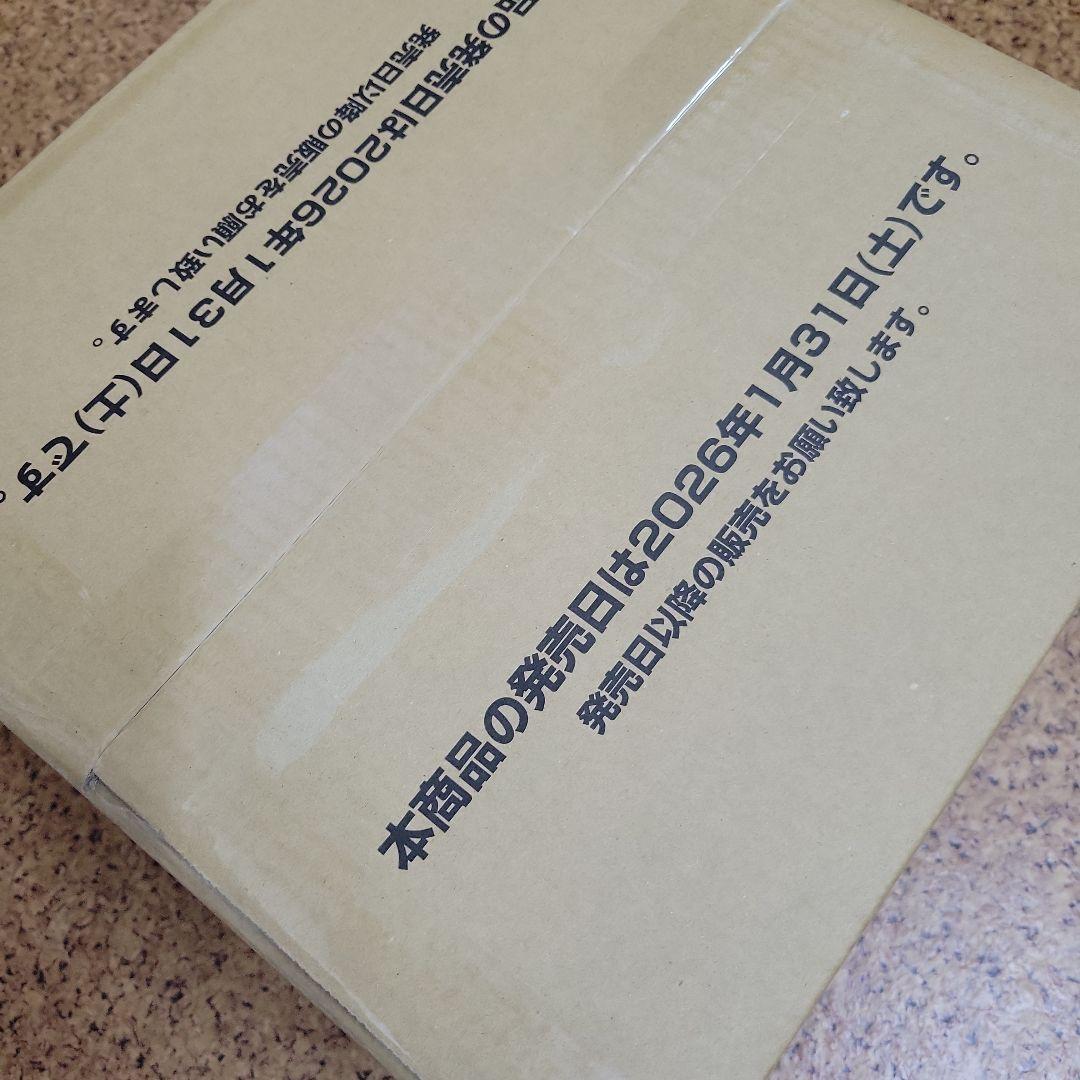 本商品の発売日は2026年1月31日(土)です。
発売日以降の販売をお願い致します。
品の発売日は2026年1月31日(土)です。
発売日以降の販売をお願い致します。